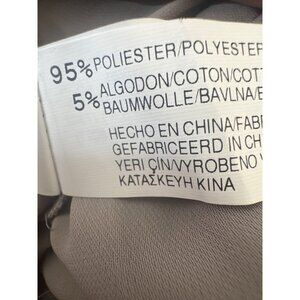 95% POLIESTER/POLYESTER
5% ALGODON/COTON/COTT
BAUMWOLLE/BAVLNA/E
HECHO EN CHINA/FAB
GEFABRICEERD IN CH
YERI ÇIN/VYROBENO V
ΚΑΤΑΣΚΕΥΗ ΚΙΝΑ